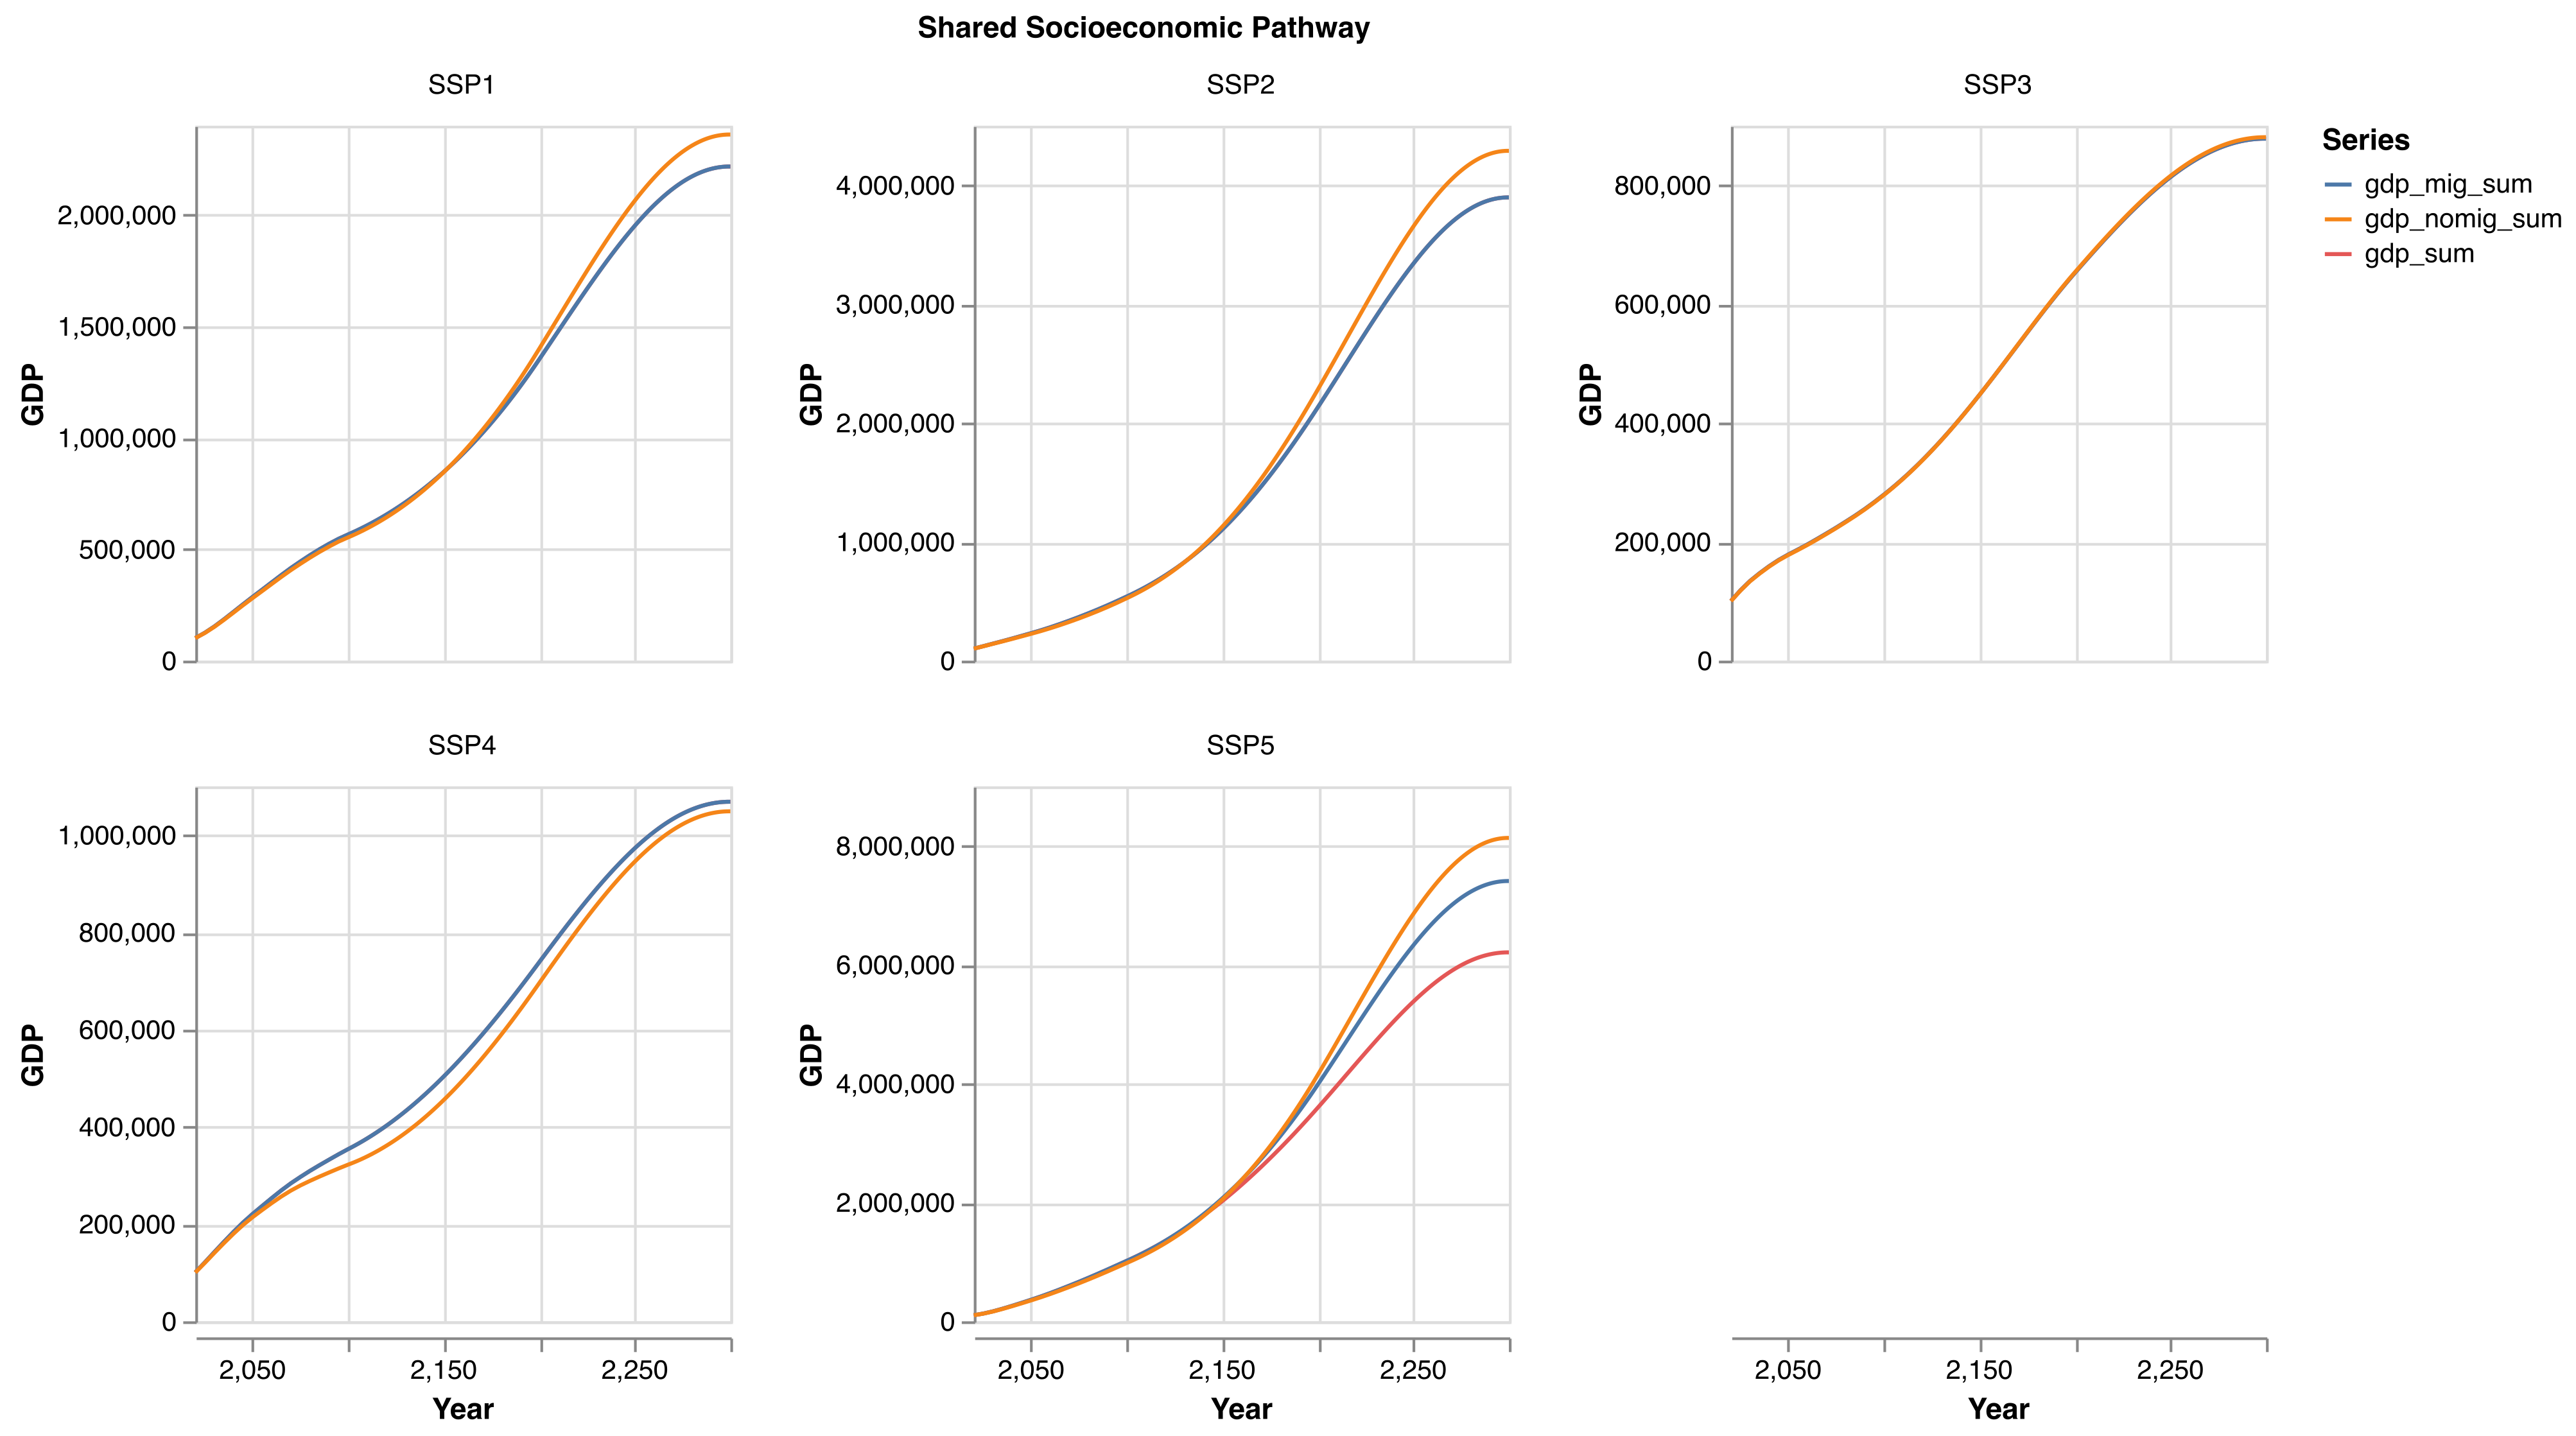 Shared Socioeconomic Pathway
SSP1
SSP2
SSP3
2,000,000
1,500,000
1,000,000
500,000
0
GDP
4,000,000
3,000,000
2,000,000
1,000,000
0
GDP
800,000
600,000
400,000
200,000
0
GDP
Series
gdp_mig_sum
gdp_nomig_sum
gdp_sum
SSP4
SSP5
1,000,000
800,000
600,000
400,000
200,000
0
GDP
8,000,000
6,000,000
4,000,000
2,000,000
0
GDP
2,050 2,150 2,250
Year
2,050 2,150 2,250
Year
2,050 2,150 2,250
Year